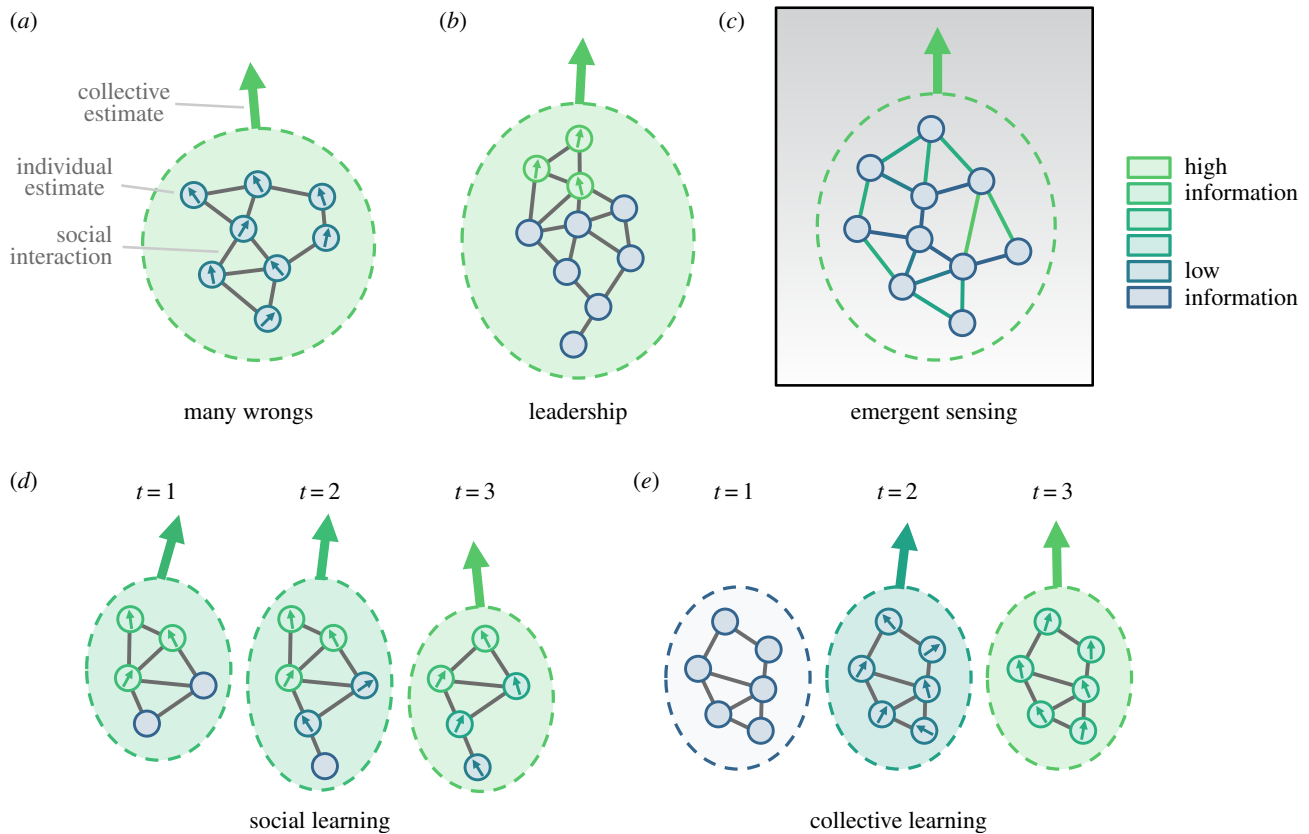 (a)
(b)
(c)
collective
estimate
individual
estimate
social
interaction
many wrongs
leadership
emergent sensing
high
information
low
information
(d)
t=1
t=2
t=3
social learning
(e)
t=1
t=2
t=3
collective learning